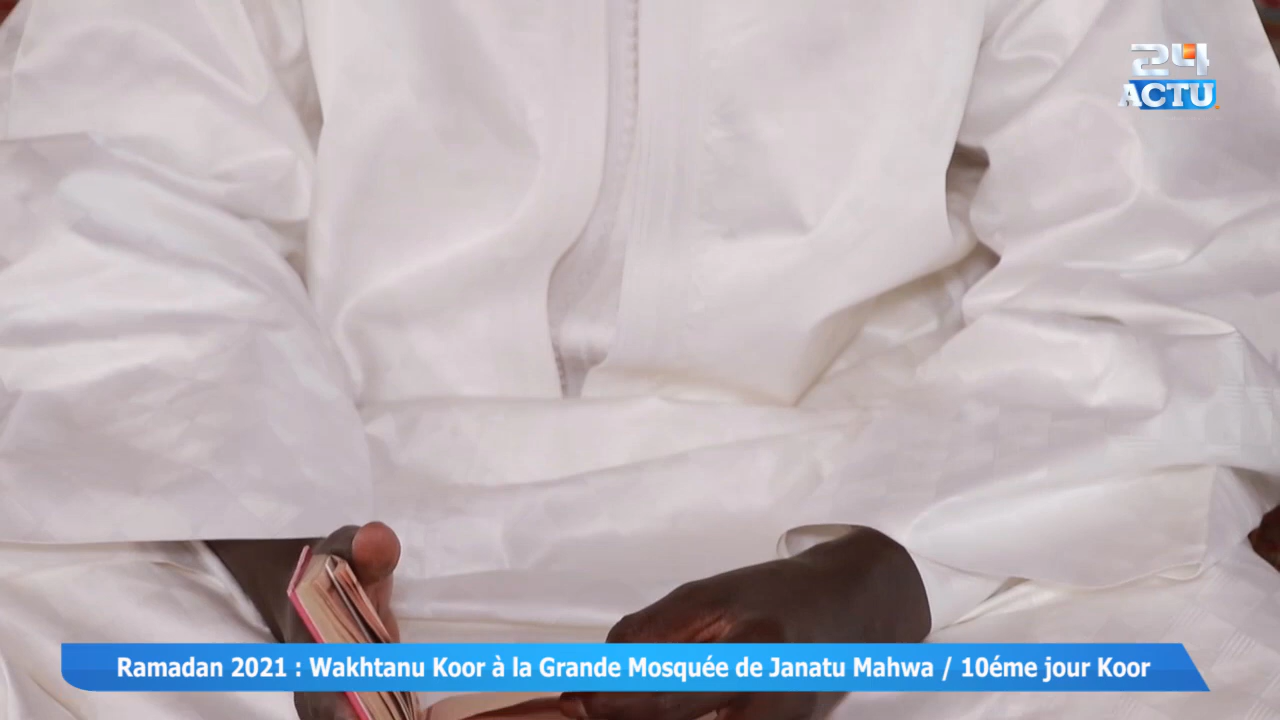 24
ACTU
Ramadan 2021 : Wakhtanu Koor à la Grande Mosquée de Janatu Mahwa / 10éme jour Koor